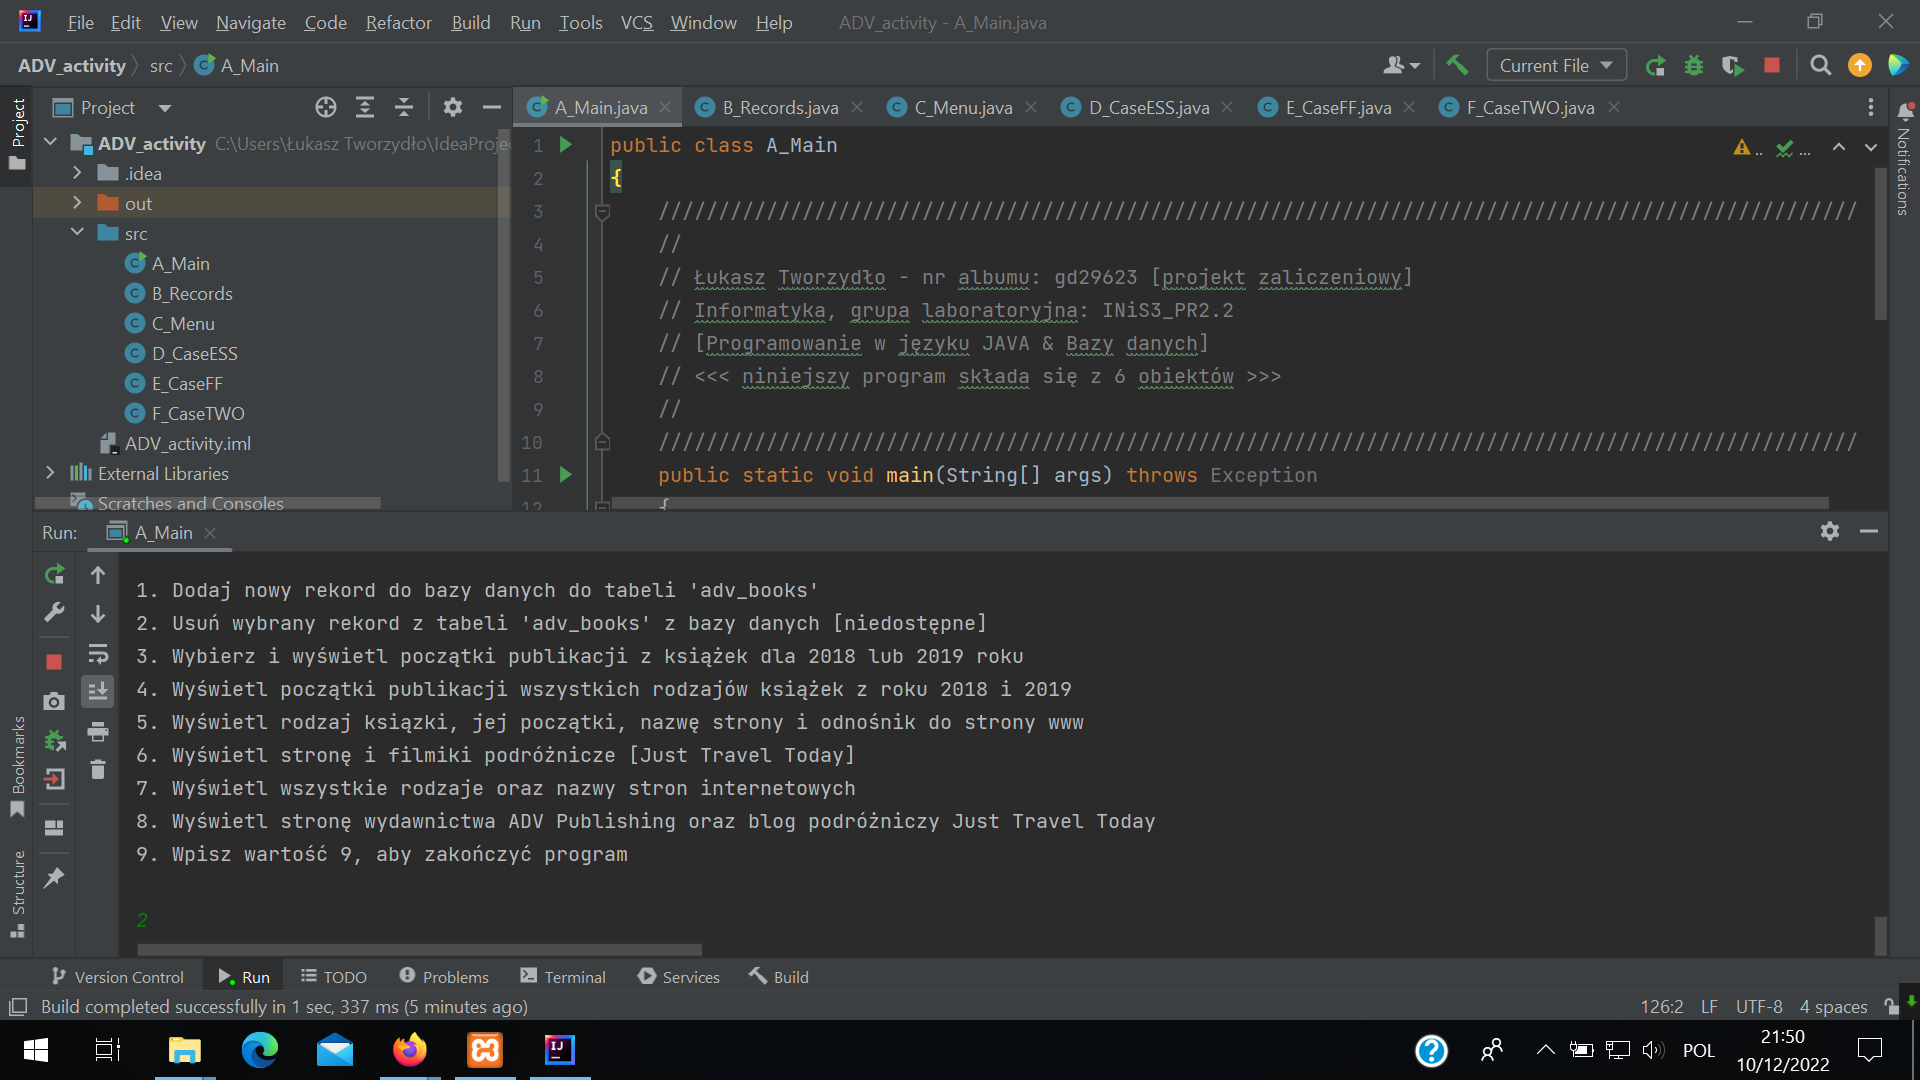 File Edit View Navigate Code Refactor Build Run Tools VCS Window Help ADV_activity - A_Main.java
ADV_activity src A_Main Current File
Project A_Main.java B_Records.java C_Menu.java D_CaseESS.java E_CaseFF.java F_CaseTWO.java
Project
Notifications
ADV_activity C:\Users\Łukasz Tworzydło\IdeaProje
.idea
out
src
A_Main
B_Records
C_Menu
D_CaseESS
E_CaseFF
F_CaseTWO
ADV_activity.iml
External Libraries
Scratches and Consoles
1 public class A_Main
2 {
3 ////////////////////////////////////////////////////////////////////////////////////////////////////
4 //
5 // Łukasz Tworzydło - nr albumu: gd29623 [projekt zaliczeniowy]
6 // Informatyka, grupa laboratoryjna: INiS3_PR2.2
7 // [Programowanie w języku JAVA & Bazy danych]
8 // <<< niniejszy program składa się z 6 obiektów >>>
9 //
10 ////////////////////////////////////////////////////////////////////////////////////////////////////
11 public static void main(String[] args) throws Exception
12 {
Run: A_Main
1. Dodaj nowy rekord do bazy danych do tabeli 'adv_books'
2. Usuń wybrany rekord z tabeli 'adv_books' z bazy danych [niedostępne]
3. Wybierz i wyświetl początki publikacji z książek dla 2018 lub 2019 roku
4. Wyświetl początki publikacji wszystkich rodzajów książek z roku 2018 i 2019
5. Wyświetl rodzaj ksiązki, jej początki, nazwę strony i odnośnik do strony www
6. Wyświetl stronę i filmiki podróżnicze [Just Travel Today]
7. Wyświetl wszystkie rodzaje oraz nazwy stron internetowych
8. Wyświetl stronę wydawnictwa ADV Publishing oraz blog podróżniczy Just Travel Today
9. Wpisz wartość 9, aby zakończyć program
2
Bookmarks
Structure
Version Control Run TODO Problems Terminal Services Build
Build completed successfully in 1 sec, 337 ms (5 minutes ago) 126:2 LF UTF-8 4 spaces
POL 21:50
10/12/2022